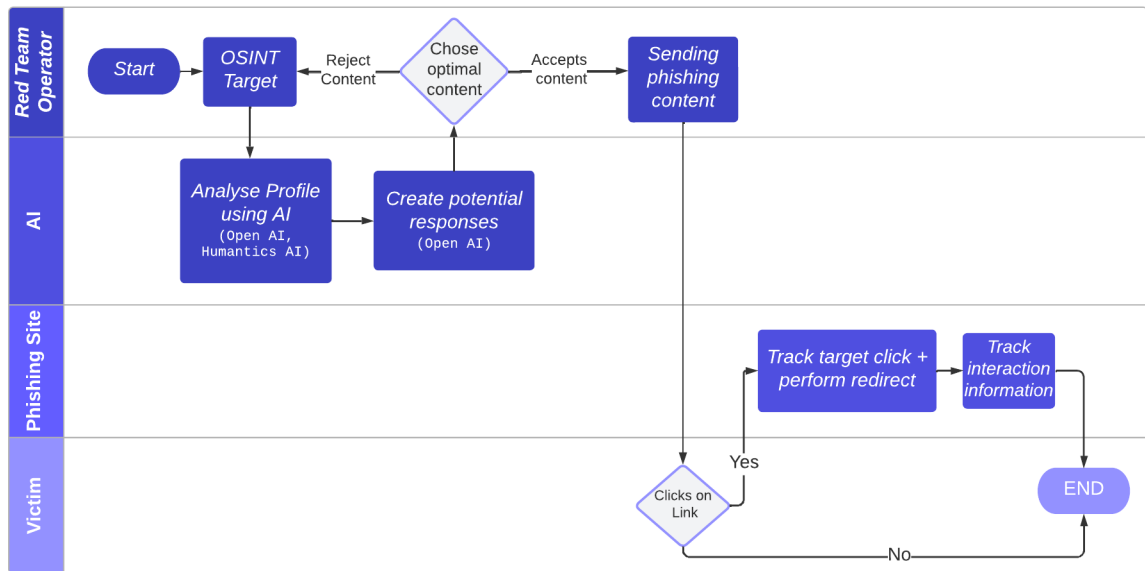 Red Team
Operator
Start
OSINT
Target
Reject
Content
Chose
optimal
content
Accepts
content
Sending
phishing
content
AI
Analyse Profile
using AI
(Open AI,
Humantics AI)
Create potential
responses
(Open AI)
Phishing Site
Track target click +
perform redirect
Track
interaction
information
Victim
Clicks on
Link
Yes
No
END